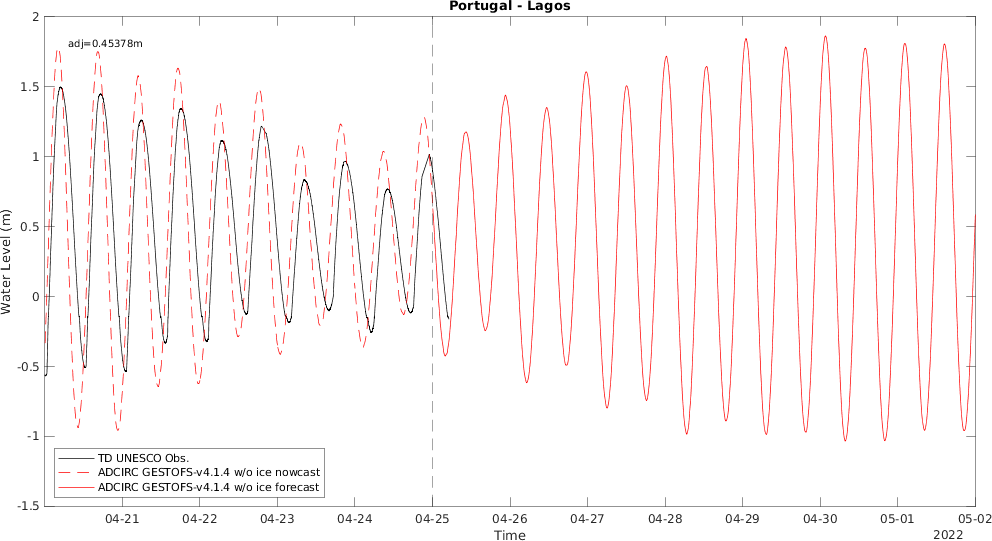 Portugal - Lagos
adj=0.45378m
2
1.5
1
0.5
0
-0.5
-1
-1.5
Water Level (m)
TD UNESCO Obs.
ADCIRC GESTOFS-v4.1.4 w/o ice nowcast
ADCIRC GESTOFS-v4.1.4 w/o ice forecast
04-21 04-22 04-23 04-24 04-25 04-26 04-27 04-28 04-29 04-30 05-01 05-02
Time
2022